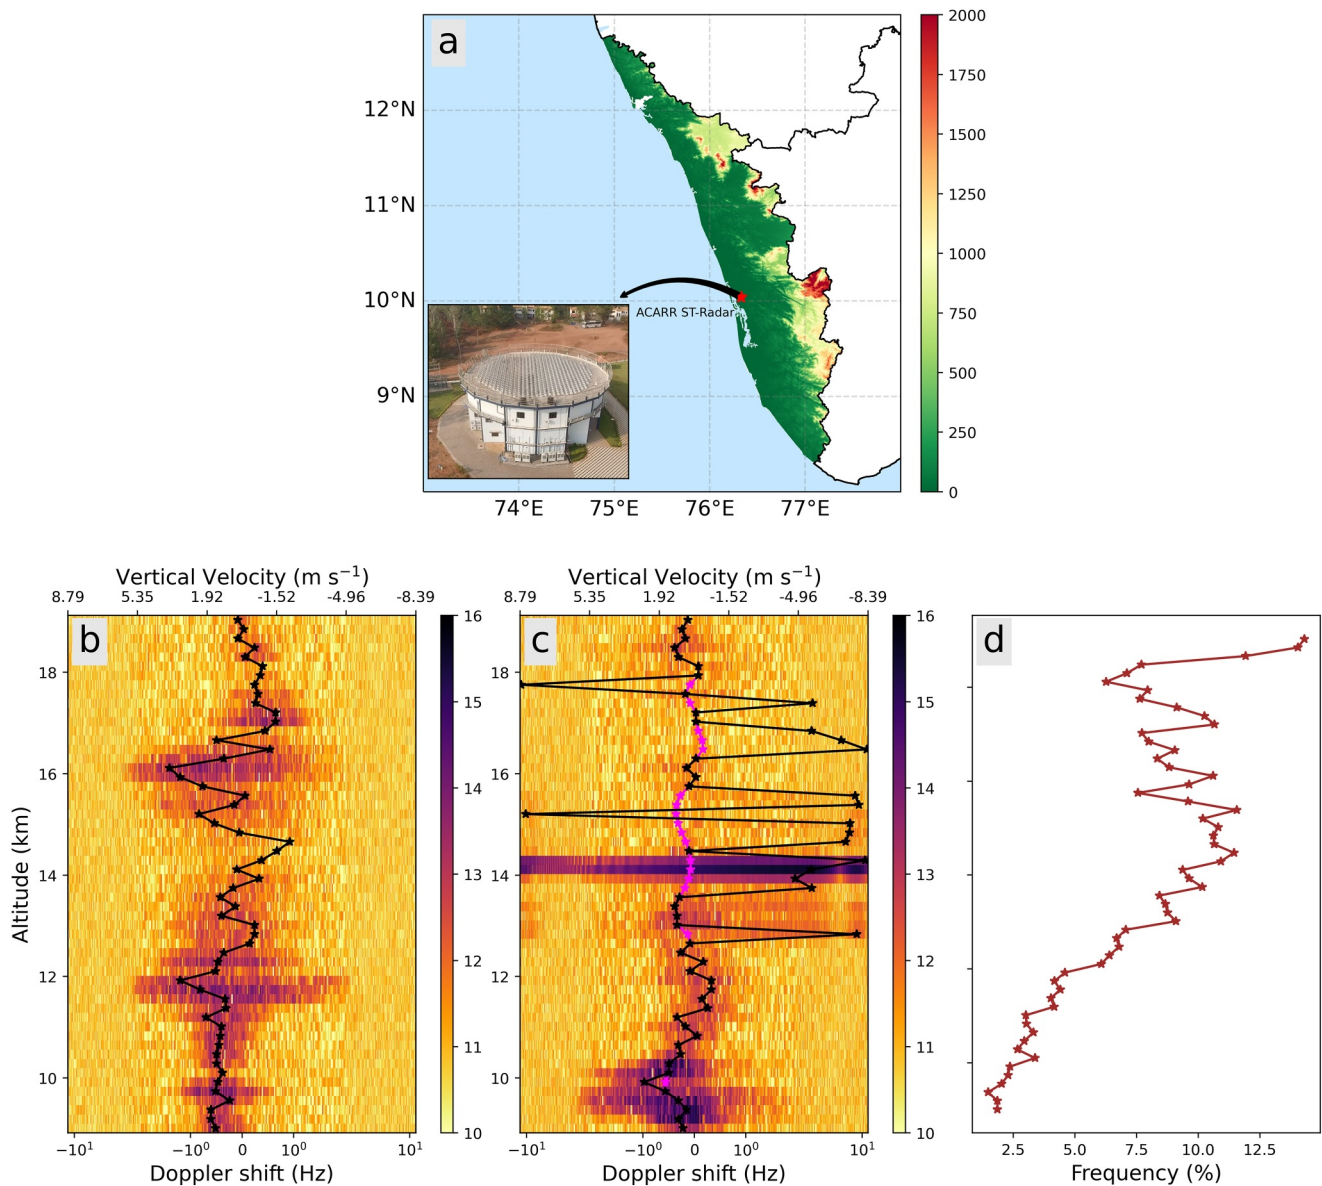 a
12°N
11°N
10°N
9°N
74°E 75°E 76°E 77°E
ACARR ST-Radar
2000
1750
1500
1250
1000
750
500
250
0
Vertical Velocity (m s⁻¹)
8.79 5.35 1.92 -1.52 -4.96 -8.39
b
Altitude (km)
18
16
14
12
10
−10¹ −10⁰ 0 10⁰ 10¹
Doppler shift (Hz)
16
15
14
13
12
11
10
Vertical Velocity (m s⁻¹)
8.79 5.35 1.92 -1.52 -4.96 -8.39
c
18
16
14
12
10
−10¹ −10⁰ 0 10⁰ 10¹
Doppler shift (Hz)
16
15
14
13
12
11
10
d
2.5 5.0 7.5 10.0 12.5
Frequency (%)